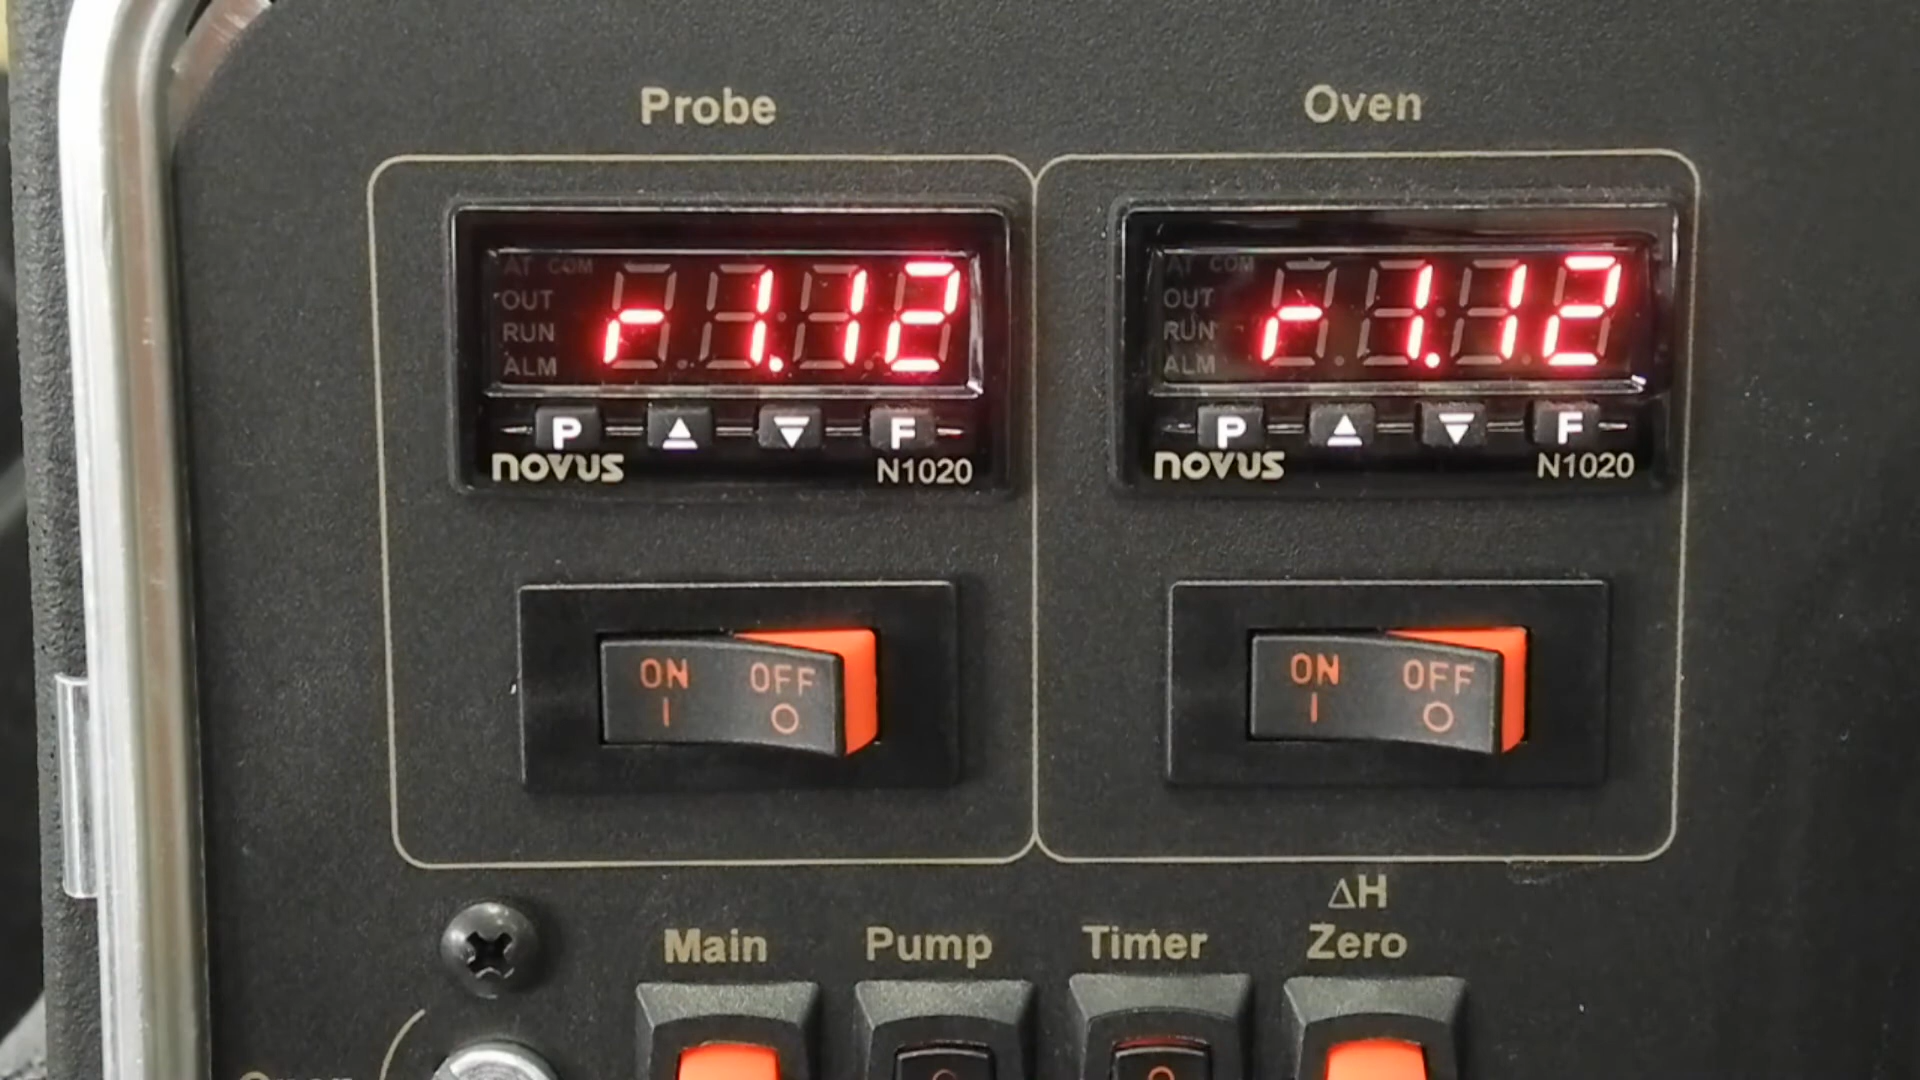 Probe
Oven
AT COM
OUT
RUN
ALM
r1.12
P F
novus N1020
AT COM
OUT
RUN
ALM
r1.12
P F
novus N1020
ON OFF
I O
ON OFF
I O
Main
Pump
Timer
ΔH
Zero